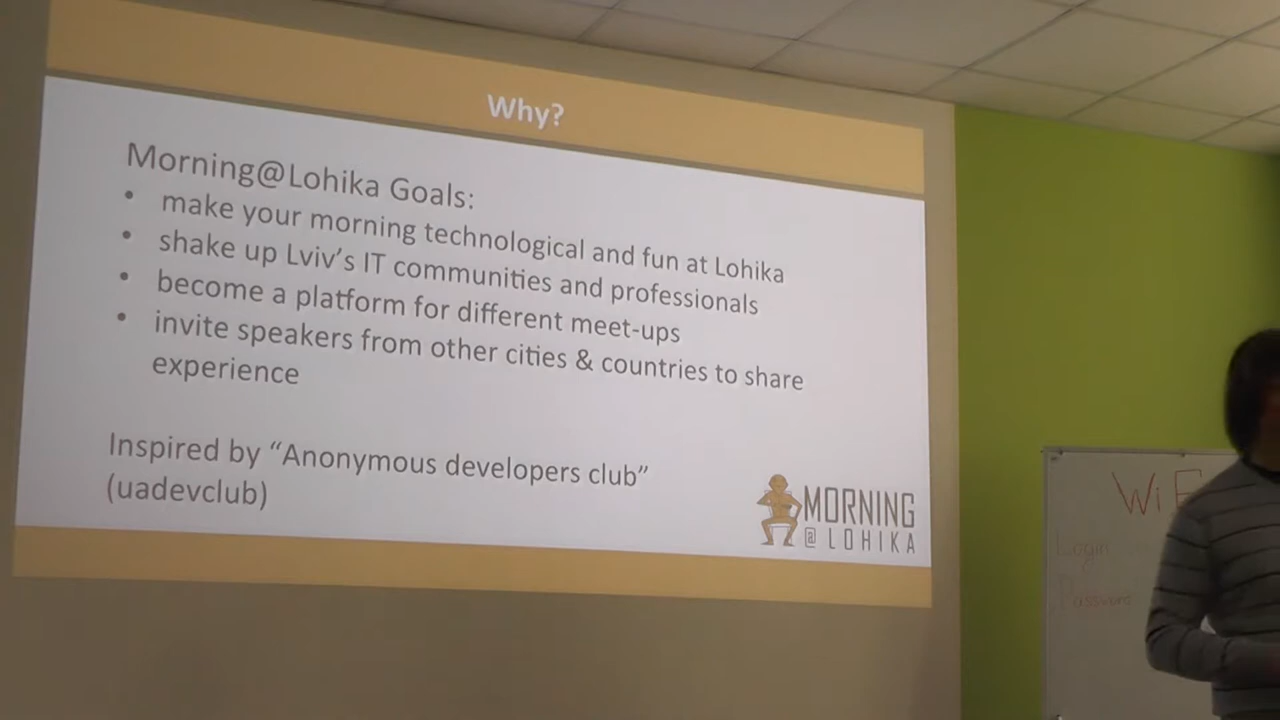 Why?
Morning@Lohika Goals:
• make your morning technological and fun at Lohika
• shake up Lviv's IT communities and professionals
• become a platform for different meet-ups
• invite speakers from other cities & countries to share
experience
Inspired by “Anonymous developers club”
(uadevclub)
MORNING
@ LOHIKA
WiF
Login
Password